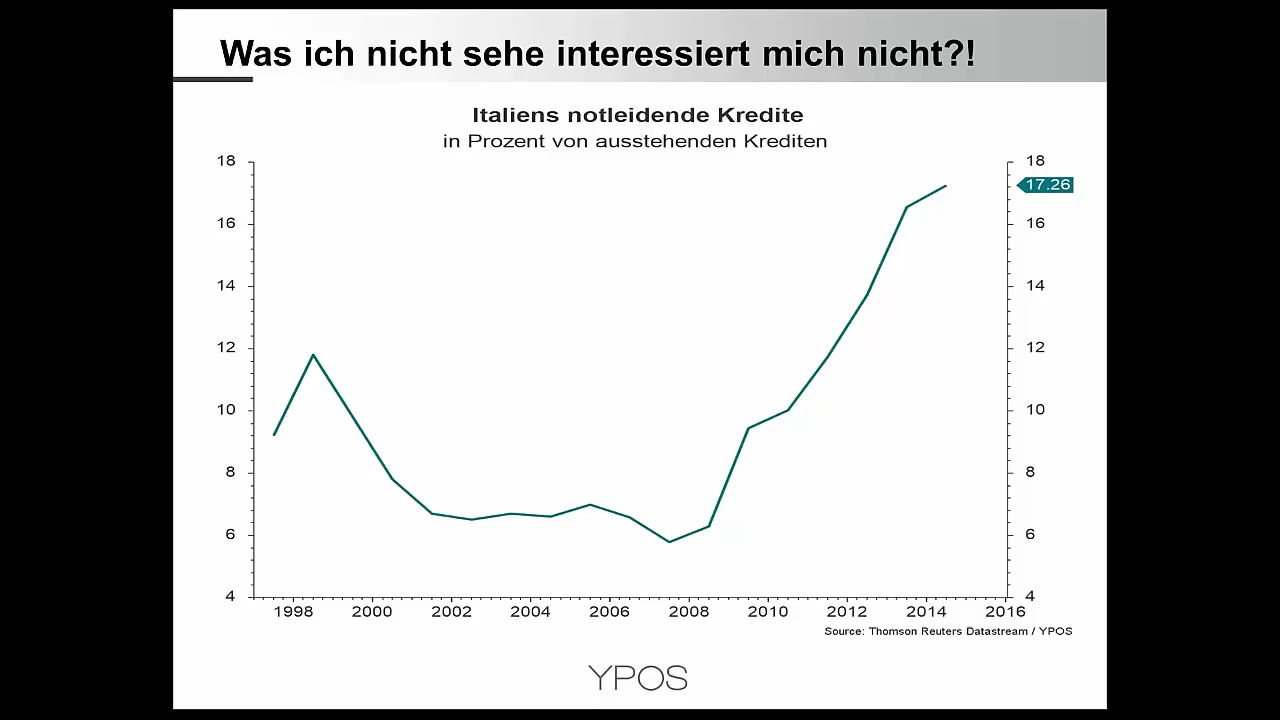 Was ich nicht sehe interessiert mich nicht?!
Italiens notleidende Kredite
in Prozent von ausstehenden Krediten
18 18
17.26
16 16
14 14
12 12
10 10
8 8
6 6
4 4
1998 2000 2002 2004 2006 2008 2010 2012 2014 2016
Source: Thomson Reuters Datastream / YPOS
YPOS